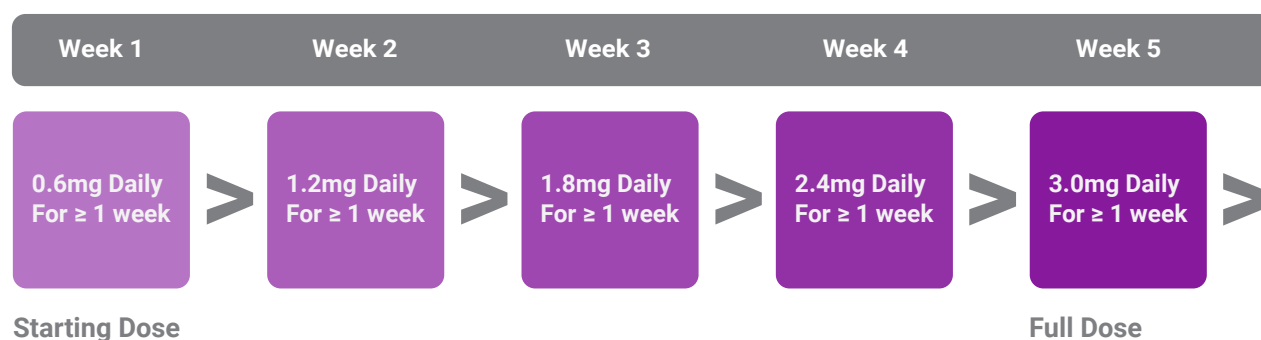 Week 1 Week 2 Week 3 Week 4 Week 5
0.6mg Daily
For ≥ 1 week
>
1.2mg Daily
For ≥ 1 week
>
1.8mg Daily
For ≥ 1 week
>
2.4mg Daily
For ≥ 1 week
>
3.0mg Daily
For ≥ 1 week
>
Starting Dose
Full Dose